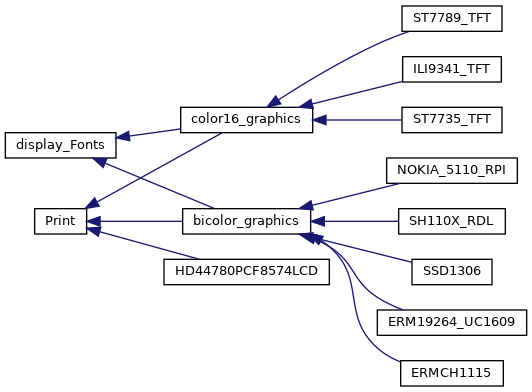 ST7789_TFT
ILI9341_TFT
color16_graphics
ST7735_TFT
display_Fonts
NOKIA_5110_RPI
Print
bicolor_graphics
SH110X_RDL
HD44780PCF8574LCD
SSD1306
ERM19264_UC1609
ERMCH1115